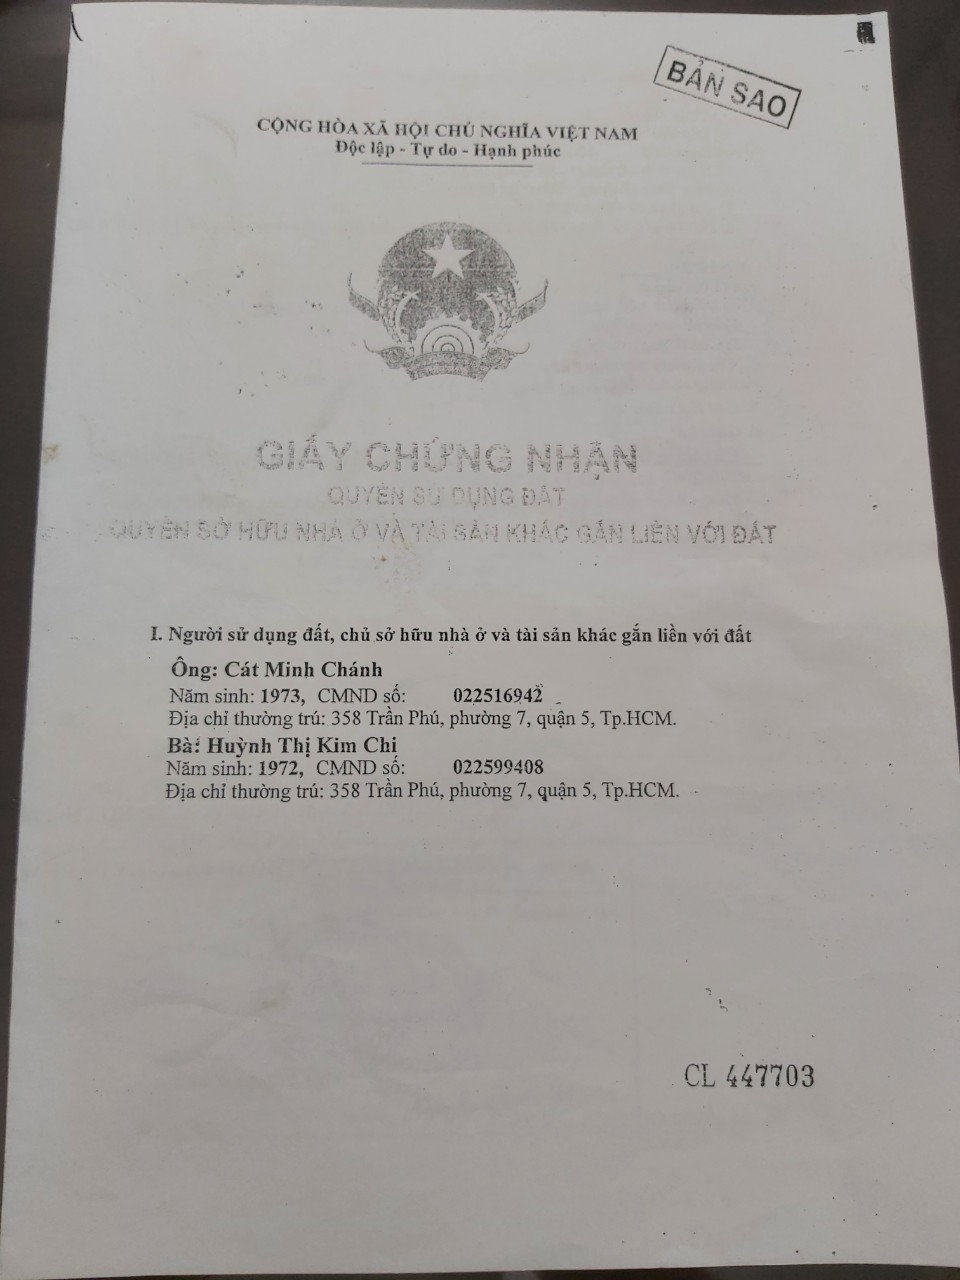 BẢN SAO
CỘNG HÒA XÃ HỘI CHỦ NGHĨA VIỆT NAM
Độc lập - Tự do - Hạnh phúc
GIẤY CHỨNG NHẬN
QUYỀN SỬ DỤNG ĐẤT
QUYỀN SỞ HỮU NHÀ Ở VÀ TÀI SẢN KHÁC GẮN LIỀN VỚI ĐẤT
I. Người sử dụng đất, chủ sở hữu nhà ở và tài sản khác gắn liền với đất
Ông: Cát Minh Chánh
Năm sinh: 1973, CMND số: 022516942
Địa chỉ thường trú: 358 Trần Phú, phường 7, quận 5, Tp.HCM.
Bà: Huỳnh Thị Kim Chi
Năm sinh: 1972, CMND số: 022599408
Địa chỉ thường trú: 358 Trần Phú, phường 7, quận 5, Tp.HCM.
CL 447703